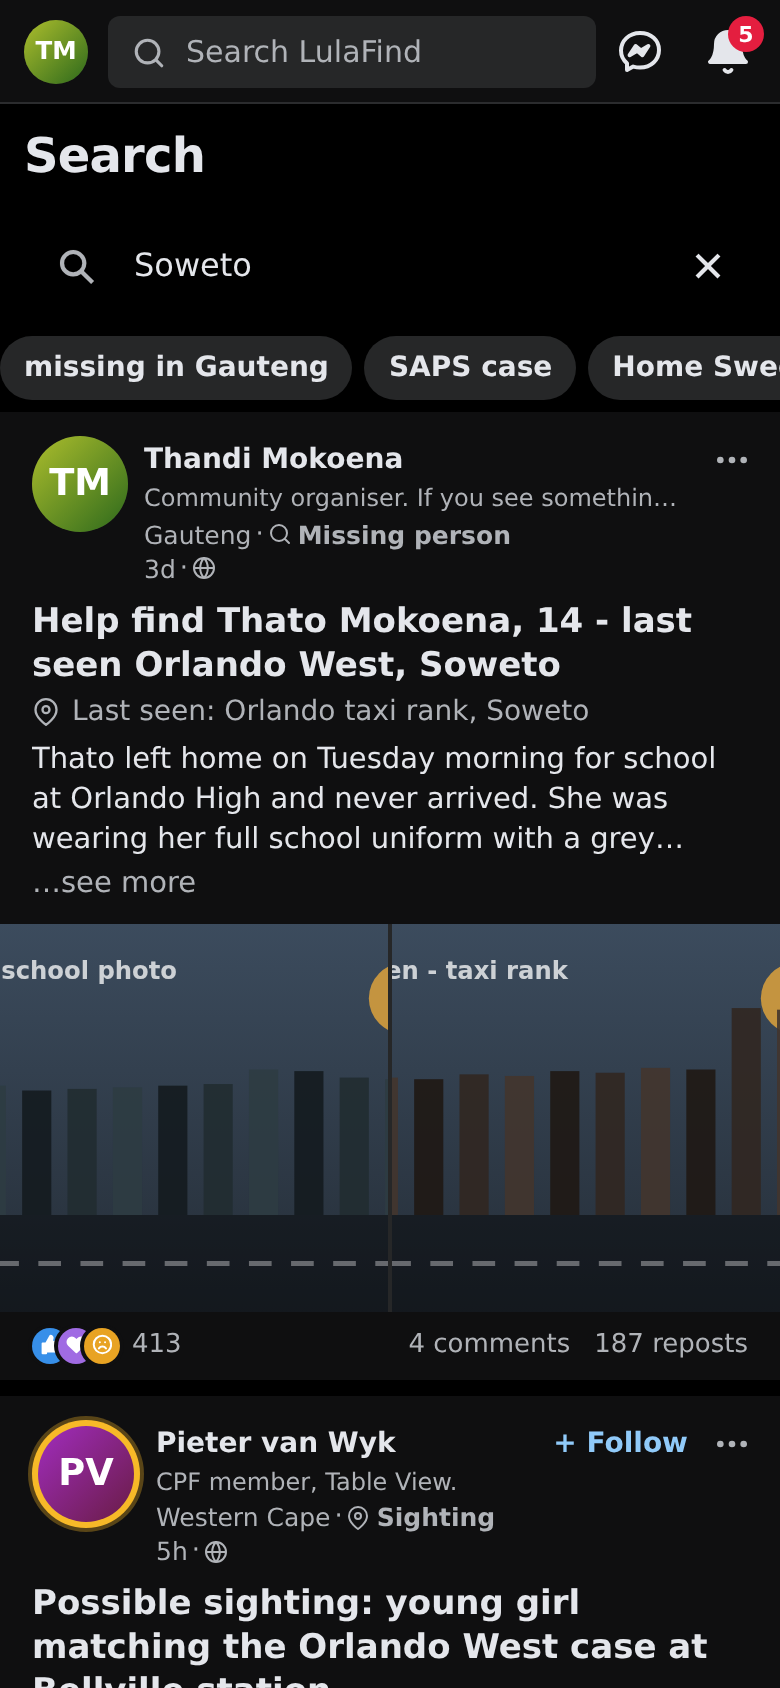 TM
Search LulaFind
5
Search
Soweto
missing in Gauteng
SAPS case
Home Swe
TM
Thandi Mokoena
Community organiser. If you see somethin...
Gauteng · Missing person
3d ·
Help find Thato Mokoena, 14 - last
seen Orlando West, Soweto
Last seen: Orlando taxi rank, Soweto
Thato left home on Tuesday morning for school
at Orlando High and never arrived. She was
wearing her full school uniform with a grey...
...see more
school photo
en - taxi rank
413
4 comments 187 reposts
PV
Pieter van Wyk
+ Follow
CPF member, Table View.
Western Cape · Sighting
5h ·
Possible sighting: young girl
matching the Orlando West case at
Bellville station